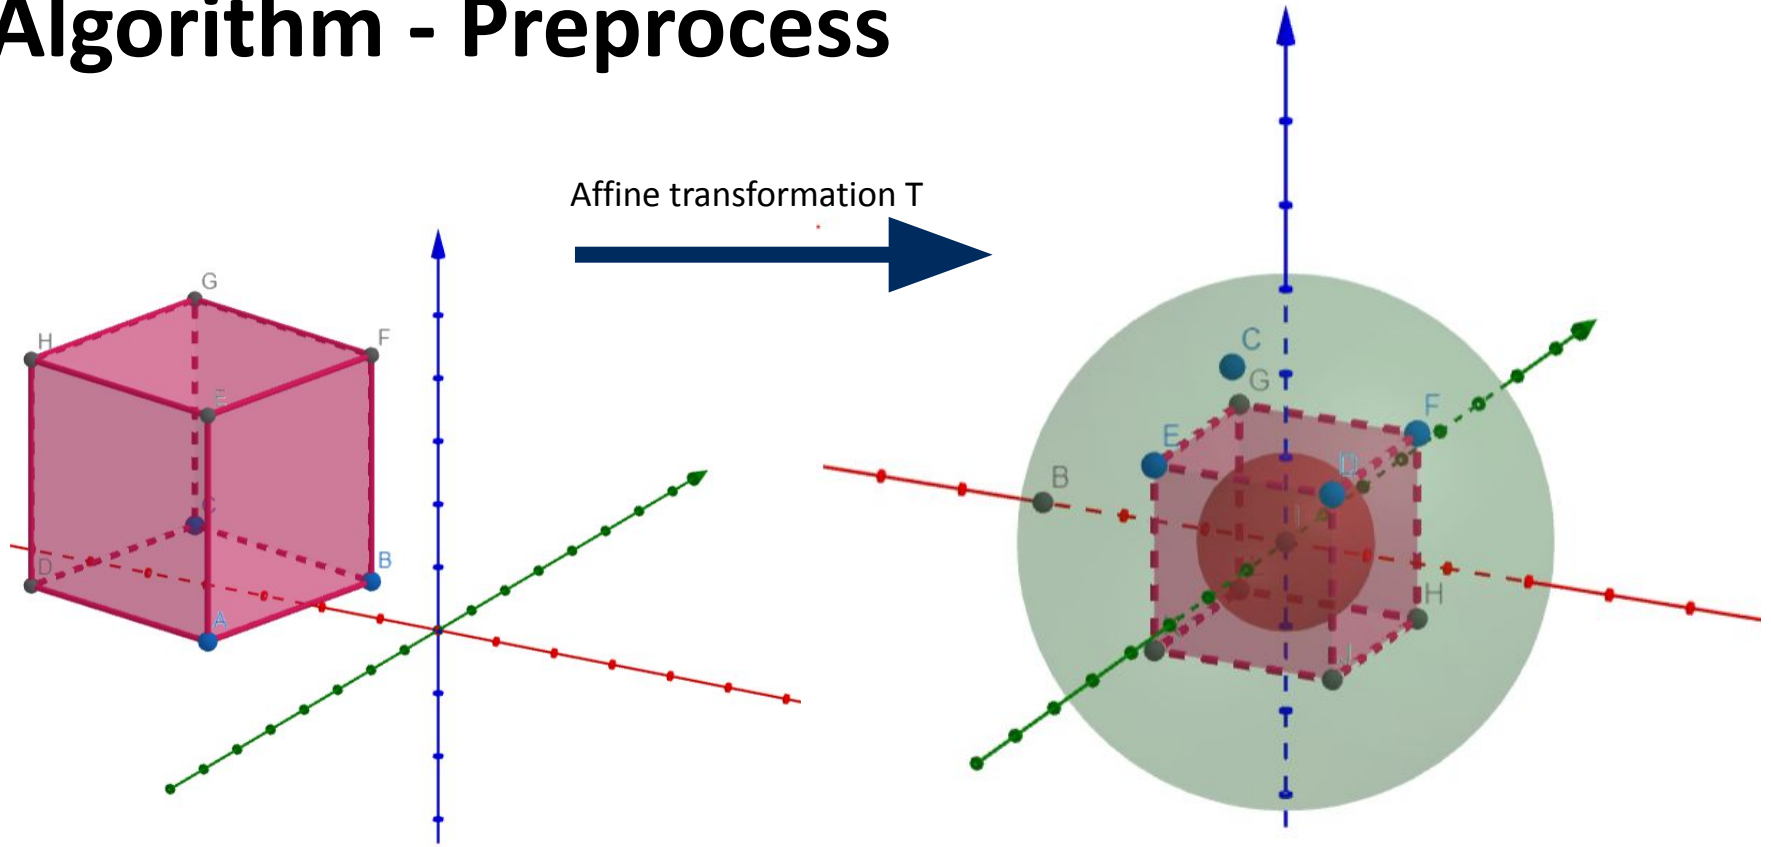 Algorithm - Preprocess
Affine transformation T
G
H
F
E
C
D
B
A
C
G
F
E
D
B
I
H
J